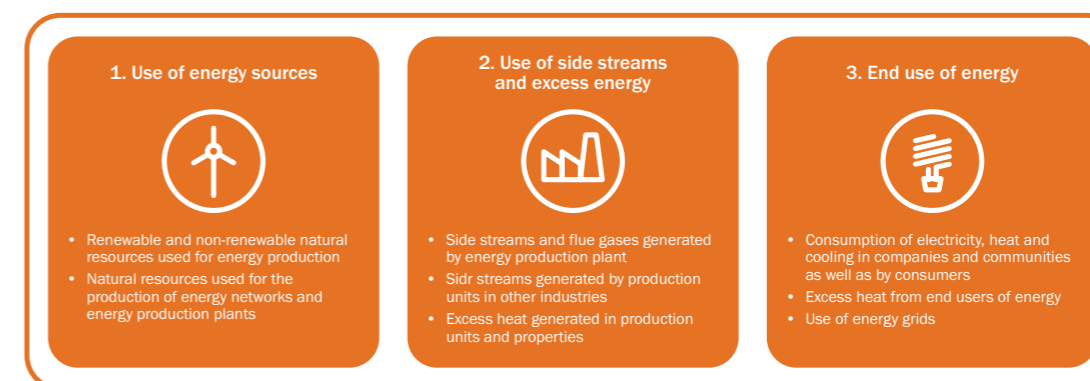 1. Use of energy sources
• Renewable and non-renewable natural
resources used for energy production
• Natural resources used for the
production of energy networks and
energy production plants
2. Use of side streams
and excess energy
• Side streams and flue gases generated
by energy production plant
• Sidr streams generated by production
units in other industries
• Excess heat generated in production
units and properties
3. End use of energy
• Consumption of electricity, heat and
cooling in companies and communities
as well as by consumers
• Excess heat from end users of energy
• Use of energy grids